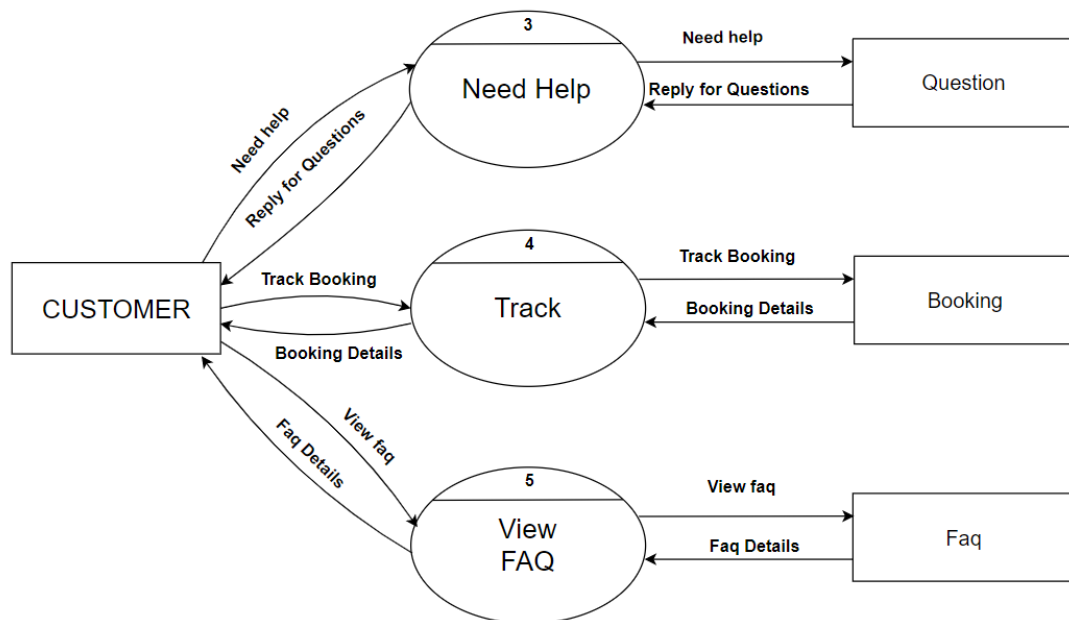 3
Need help
Need Help
Question
Reply for Questions
Need help
Reply for Questions
4
Track Booking
Track Booking
CUSTOMER
Track
Booking
Booking Details
Booking Details
View faq
Faq Details
5
View faq
View
FAQ
Faq
Faq Details